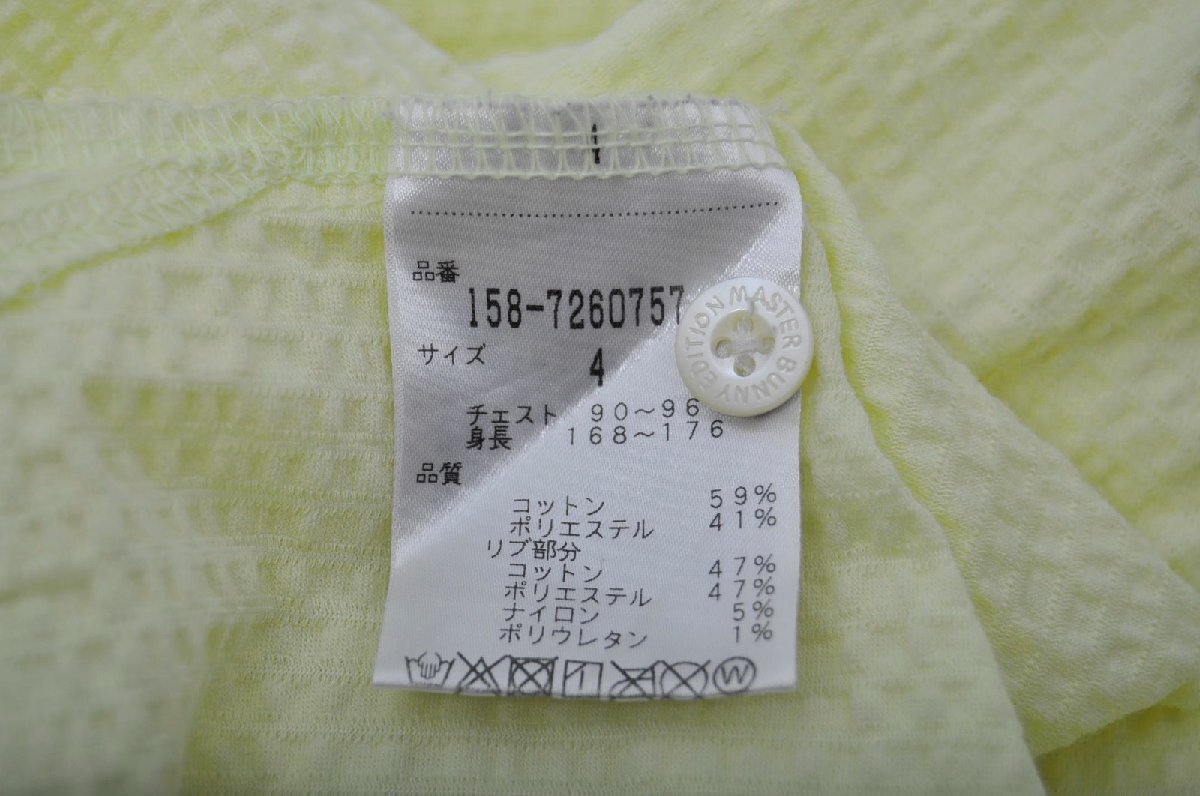 品番
158-7260757
サイズ 4
チェスト 90～96
身長 168～176
品質
コットン 59%
ポリエステル 41%
リブ部分
コットン 47%
ポリエステル 47%
ナイロン 5%
ポリウレタン 1%
W
MASTER BUNNY EDITION